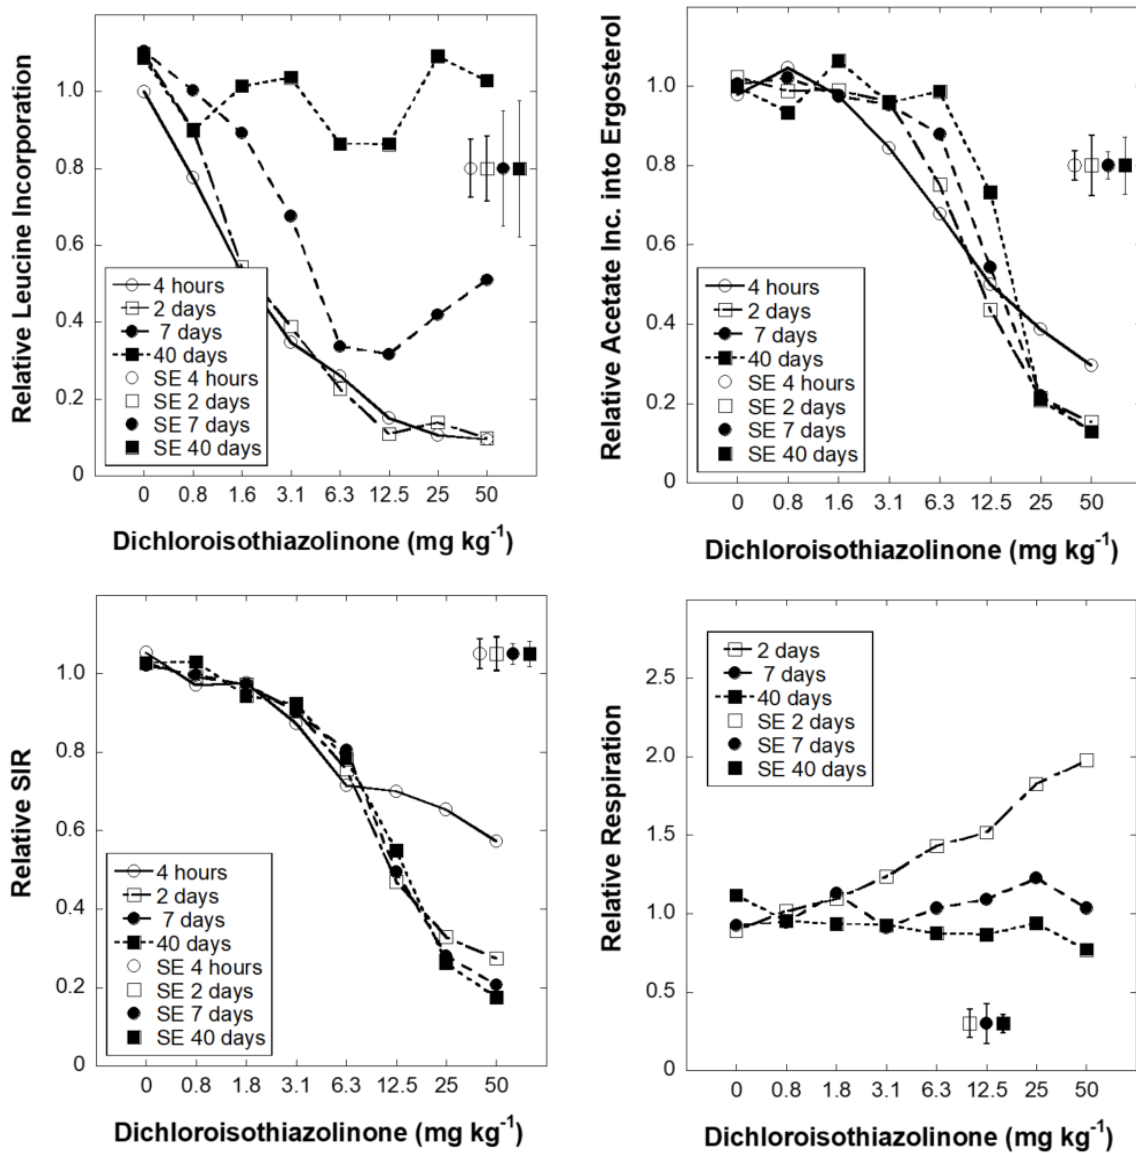 Relative Leucine Incorporation
1.0
0.8
0.6
0.4
0.2
0
4 hours
2 days
7 days
40 days
SE 4 hours
SE 2 days
SE 7 days
SE 40 days
0 0.8 1.6 3.1 6.3 12.5 25 50
Dichloroisothiazolinone (mg kg⁻¹)
Relative Acetate Inc. into Ergosterol
1.0
0.8
0.6
0.4
0.2
0
4 hours
2 days
7 days
40 days
SE 4 hours
SE 2 days
SE 7 days
SE 40 days
0 0.8 1.6 3.1 6.3 12.5 25 50
Dichloroisothiazolinone (mg kg⁻¹)
Relative SIR
1.0
0.8
0.6
0.4
0.2
0
4 hours
2 days
7 days
40 days
SE 4 hours
SE 2 days
SE 7 days
SE 40 days
0 0.8 1.8 3.1 6.3 12.5 25 50
Dichloroisothiazolinone (mg kg⁻¹)
Relative Respiration
2.5
2.0
1.5
1.0
0.5
0
2 days
7 days
40 days
SE 2 days
SE 7 days
SE 40 days
0 0.8 1.8 3.1 6.3 12.5 25 50
Dichloroisothiazolinone (mg kg⁻¹)